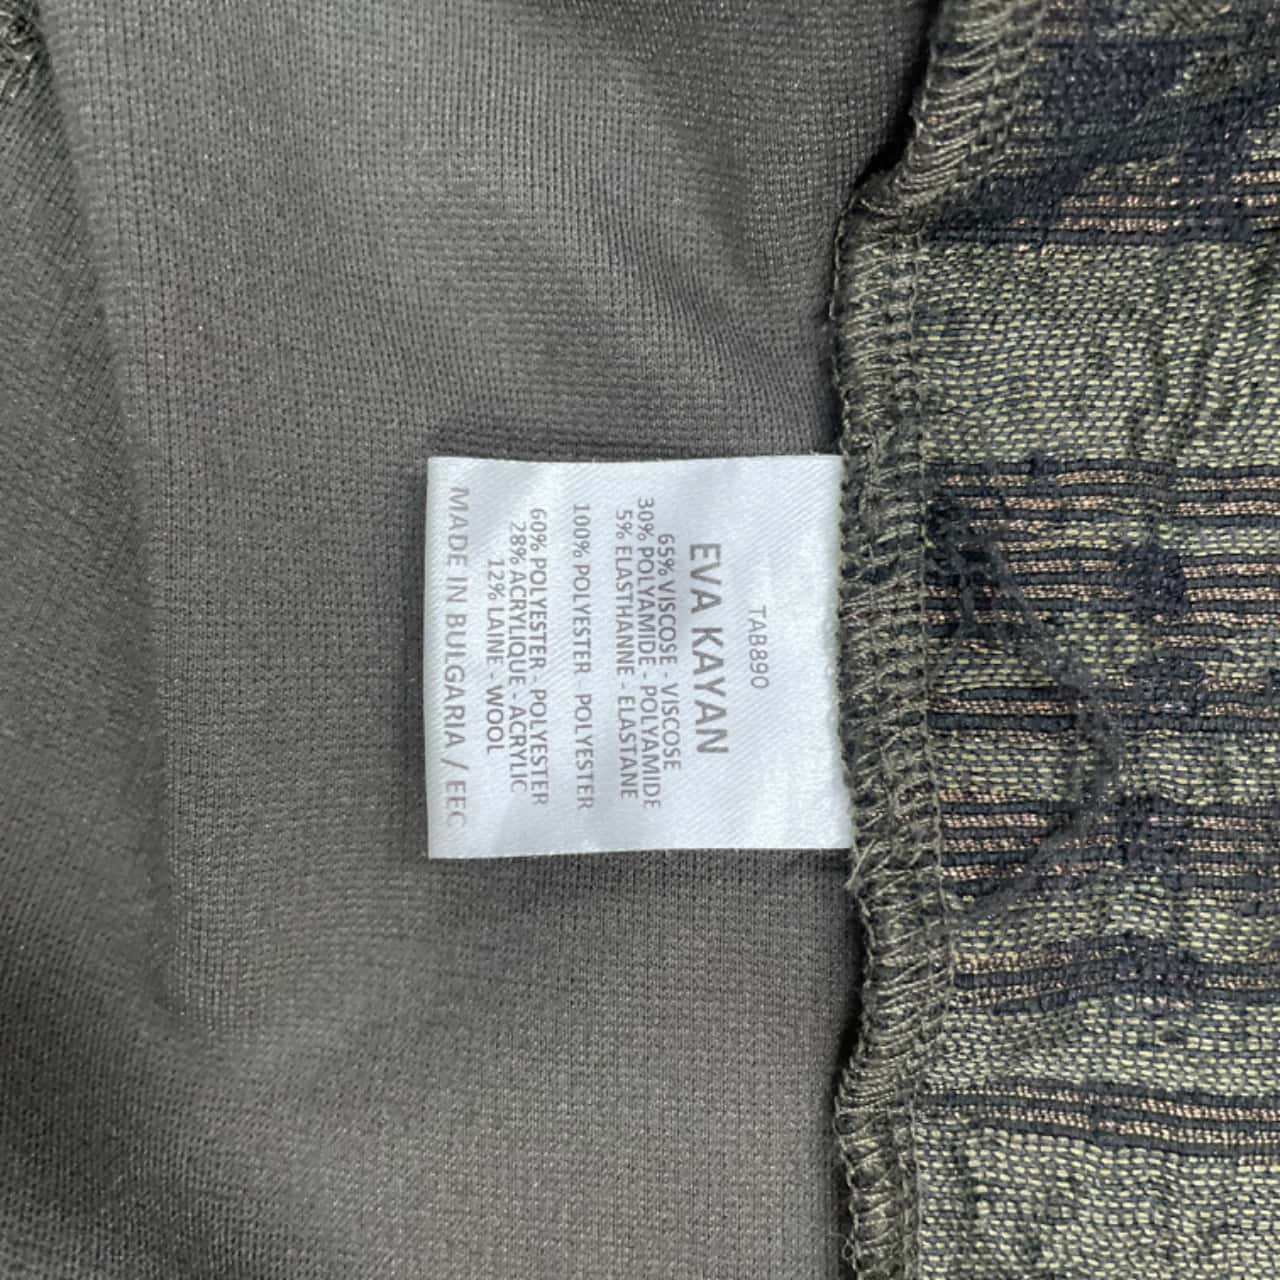 TAB890
EVA KAYAN
65% VISCOSE - VISCOSE
30% POLYAMIDE - POLYAMIDE
5% ELASTHANNE - ELASTANE
100% POLYESTER POLYESTER
60% POLYESTER - POLYESTER
28% ACRYLIQUE - ACRYLIC
12% LAINE - WOOL
MADE IN BULGARIA / EEC